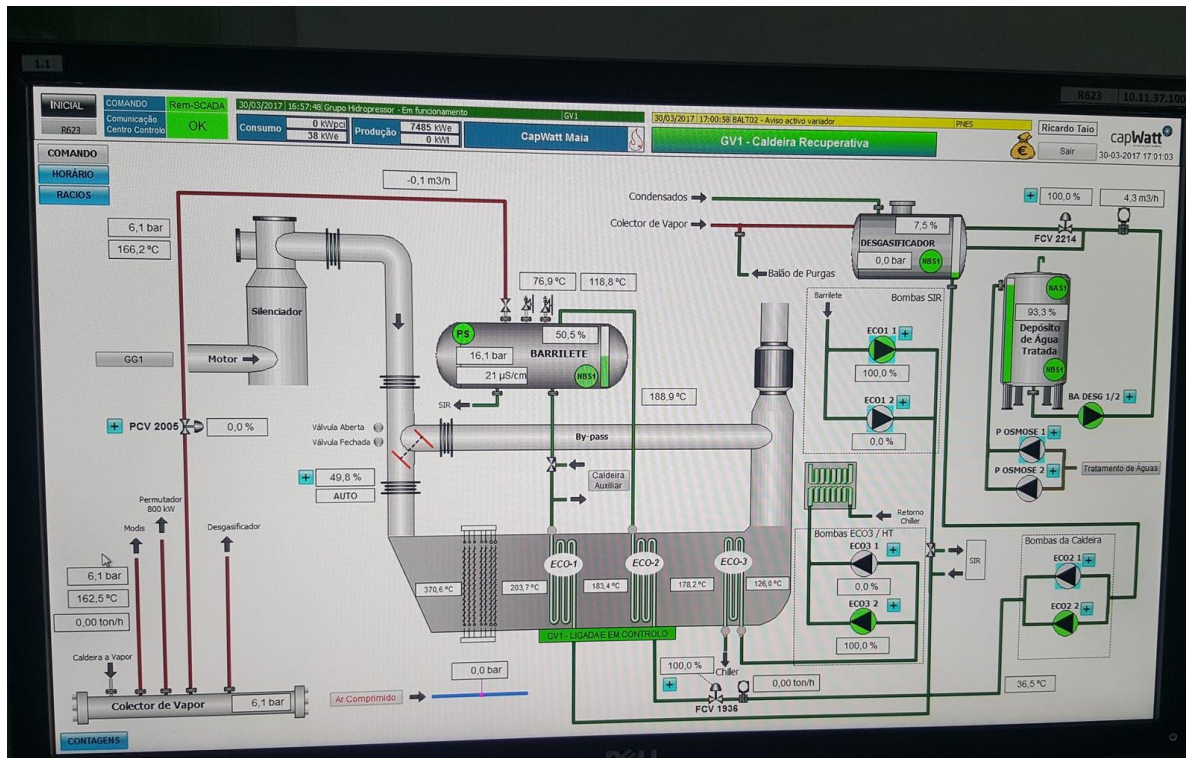 1.1
R623
10.11.37.100
INICIAL
R623
COMANDO
Rem-SCADA
Comunicação
Centro Controlo
OK
30/03/2017 16:57:48 Grupo Hidropressor - Em funcionamento
GV1
Consumo
0 kWpci
38 kWe
Produção
7485 kWe
0 kWt
CapWatt Maia
30/03/2017 17:00:58 BALT02 - Aviso activo variador
PNES
GV1 - Caldeira Recuperativa
Ricardo Taio
Sair
capWatt
30-03-2017 17:01:03
COMANDO
HORÁRIO
RACIOS
-0,1 m3/h
6,1 bar
166,2 ºC
Silenciador
GG1
Motor
+ PCV 2005
0,0 %
Condensados
Colector de Vapor
Balão de Purgas
7,5 %
DESGASIFICADOR
0,0 bar
NBS1
+
100,0 %
4,3 m3/h
FCV 2214
NAS1
93,3 %
Depósito
de Água
Tratada
NBS1
BA DESG 1/2 +
P OSMOSE 1 +
P OSMOSE 2 +
Tratamento de Águas
76,9 ºC
118,8 ºC
PS
50,5 %
16,1 bar
BARRILETE
21 µS/cm
NBS1
SIR
188,9 ºC
Barrilete
Bombas SIR
ECO1 1 +
100,0 %
ECO1 2 +
0,0 %
Válvula Aberta
Válvula Fechada
By-pass
+
49,8 %
AUTO
Caldeira
Auxiliar
Retorno
Chiller
Bombas ECO3 / HT
ECO3 1 +
0,0 %
ECO3 2 +
100,0 %
SIR
Bombas da Caldeira
ECO2 1 +
ECO2 2 +
36,5 ºC
Permutador
800 kW
Modis
Desgasificador
6,1 bar
162,5 ºC
0,00 ton/h
370,6 ºC
203,7 ºC
ECO-1
183,4 ºC
ECO-2
178,2 ºC
ECO-3
126,0 ºC
GV1 - LIGADA E EM CONTROLO
Caldeira a Vapor
Colector de Vapor
6,1 bar
0,0 bar
Ar Comprimido
100,0 %
+
Chiller
0,00 ton/h
FCV 1936
CONTAGENS
DELL